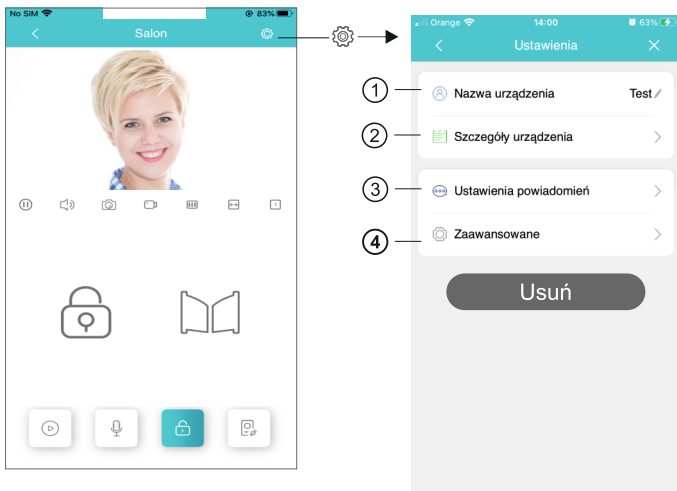 No SIM 83%
Salon
1
Orange 14:00 63%
Ustawienia
1 Nazwa urządzenia Test
2 Szczegóły urządzenia
3 Ustawienia powiadomień
4 Zaawansowane
Usuń